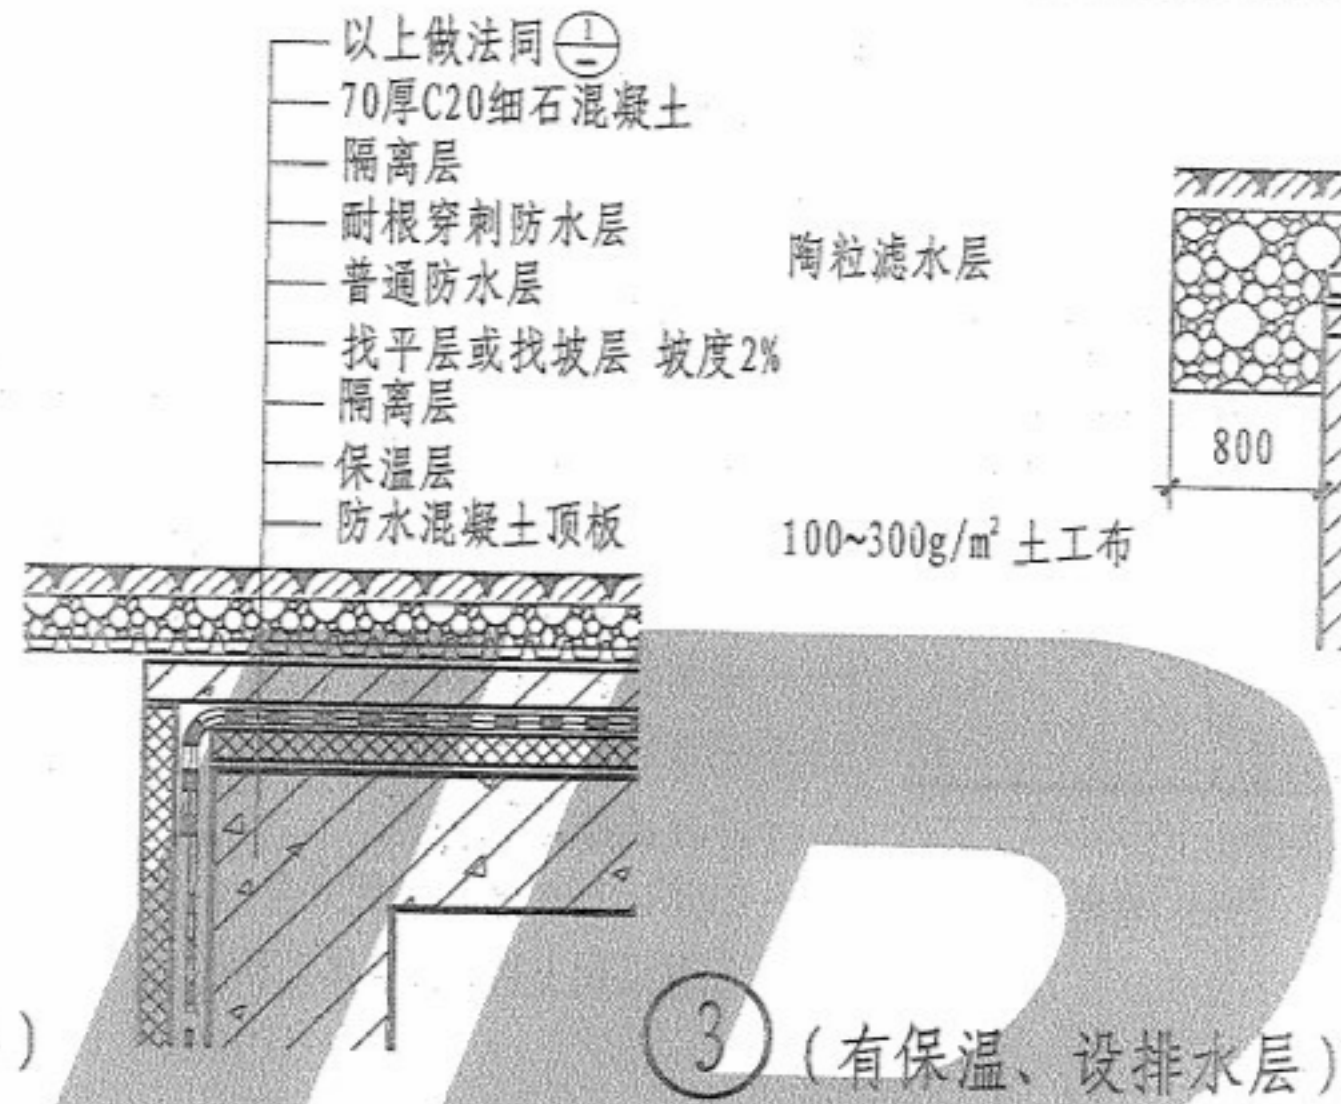 以上做法同 1/—
70厚C20细石混凝土
隔离层
耐根穿刺防水层
普通防水层
找平层或找坡层 坡度2%
隔离层
保温层
防水混凝土顶板
陶粒滤水层
800
100~300g/m² 土工布
)
3 (有保温、设排水层)